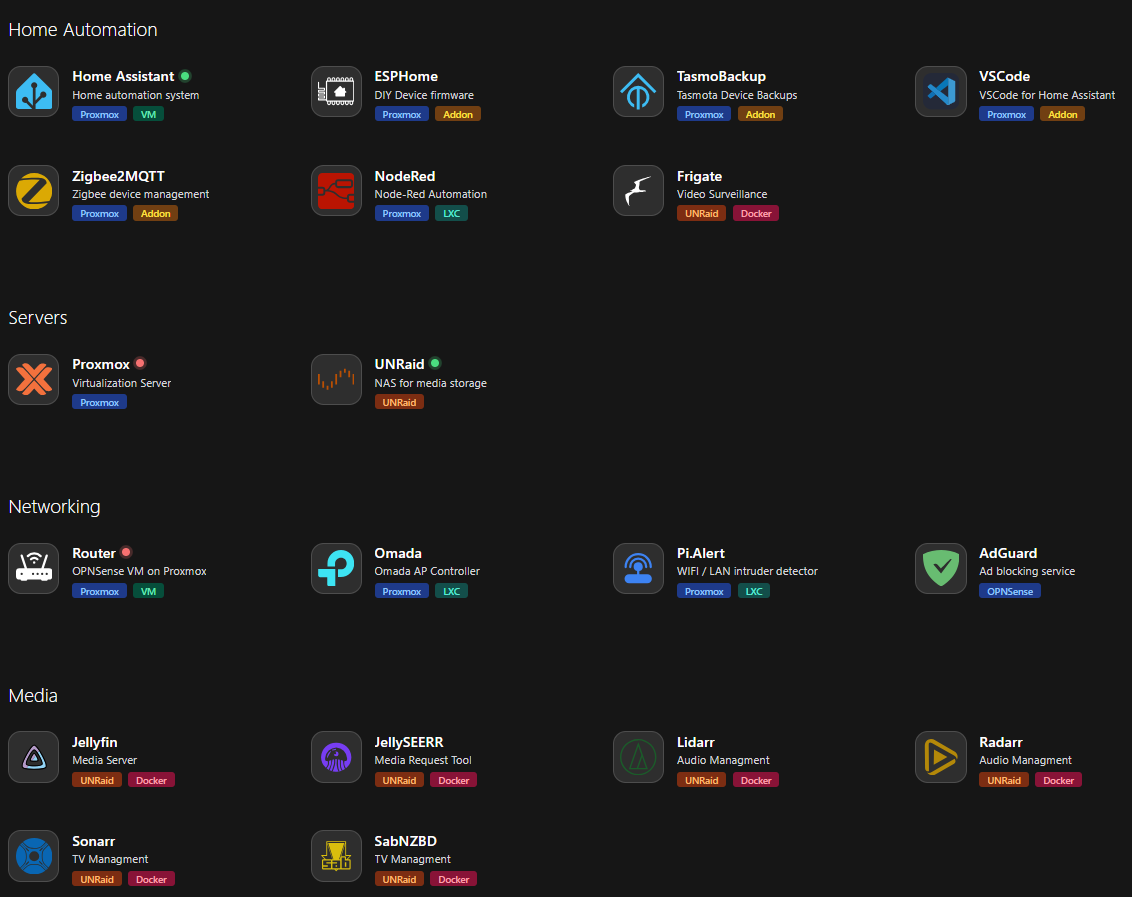 Home Automation
Home Assistant
Home automation system
Proxmox VM
ESPHome
DIY Device firmware
Proxmox Addon
TasmoBackup
Tasmota Device Backups
Proxmox Addon
VSCode
VSCode for Home Assistant
Proxmox Addon
Zigbee2MQTT
Zigbee device management
Proxmox Addon
NodeRed
Node-Red Automation
Proxmox LXC
Frigate
Video Surveillance
UNRaid Docker
Servers
Proxmox
Virtualization Server
Proxmox
UNRaid
NAS for media storage
UNRaid
Networking
Router
OPNSense VM on Proxmox
Proxmox VM
Omada
Omada AP Controller
Proxmox LXC
Pi.Alert
WIFI / LAN intruder detector
Proxmox LXC
AdGuard
Ad blocking service
OPNSense
Media
Jellyfin
Media Server
UNRaid Docker
JellySEERR
Media Request Tool
UNRaid Docker
Lidarr
Audio Managment
UNRaid Docker
Radarr
Audio Managment
UNRaid Docker
Sonarr
TV Managment
UNRaid Docker
SabNZBD
TV Managment
UNRaid Docker